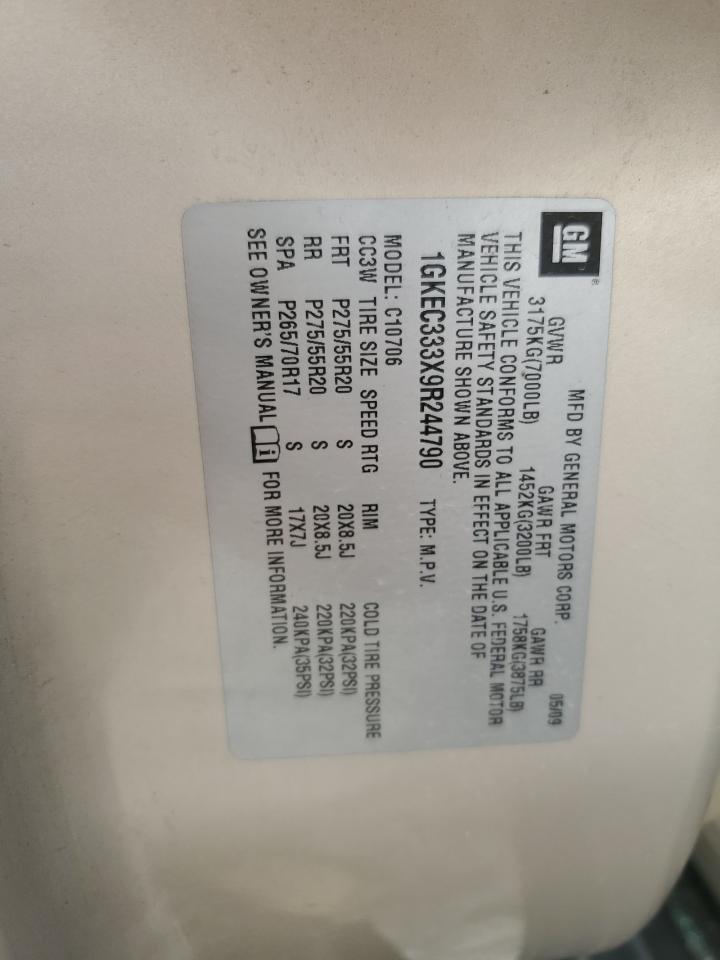 GM®
MFD BY GENERAL MOTORS CORP. 05/09
GVWR GAWR FRT GAWR RR
3175KG(7000LB) 1452KG(3200LB) 1758KG(3875LB)
THIS VEHICLE CONFORMS TO ALL APPLICABLE U.S. FEDERAL MOTOR
VEHICLE SAFETY STANDARDS IN EFFECT ON THE DATE OF
MANUFACTURE SHOWN ABOVE.
1GKEC333X9R244790 TYPE: M.P.V.
MODEL: C10706
CC3W TIRE SIZE SPEED RTG RIM COLD TIRE PRESSURE
FRT P275/55R20 S 20X8.5J 220KPA(32PSI)
RR P275/55R20 S 20X8.5J 220KPA(32PSI)
SPA P265/70R17 S 17X7J 240KPA(35PSI)
SEE OWNER'S MANUAL i FOR MORE INFORMATION.